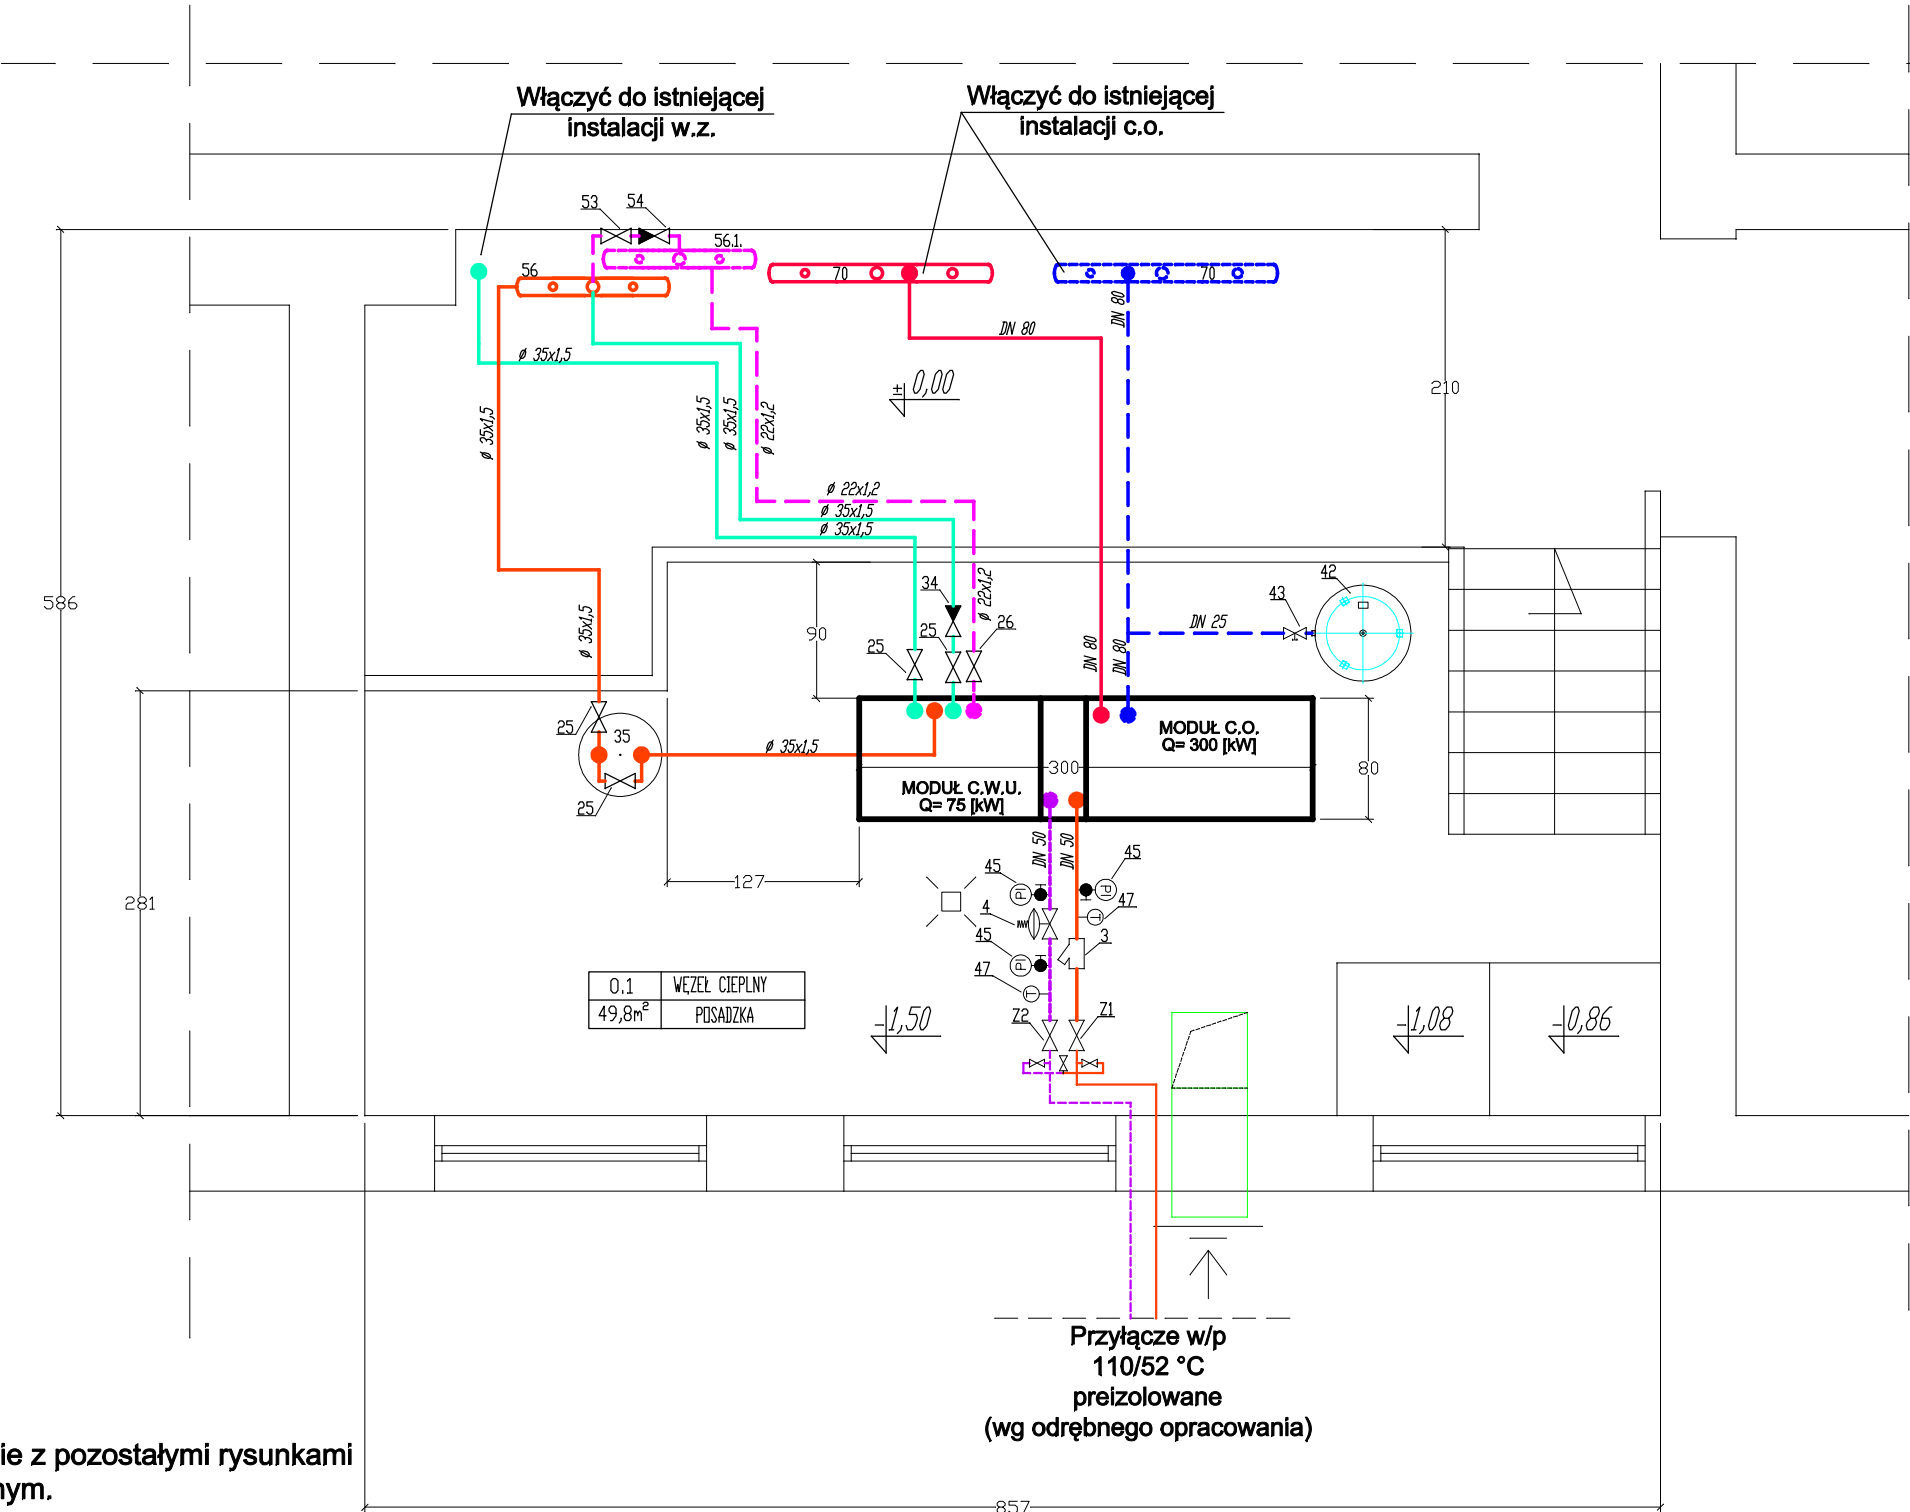 Włączyć do istniejącej
instalacji w.z.
Włączyć do istniejącej
instalacji c.o.
53
54
56.1.
56
70
70
DN 80
DN 80
ø 35x1,5
± 0,00
210
ø 35x1,5
ø 35x1,5
ø 35x1,5
ø 22x1,2
ø 22x1,2
ø 35x1,5
ø 35x1,5
586
34
ø 22x1,2
42
43
90
ø 35x1,5
25
25
26
DN 25
DN 80
DN 80
25
35
ø 35x1,5
25
MODUŁ C.O.
Q= 300 [kW]
300
80
MODUŁ C.W.U.
Q= 75 [kW]
DN 50
DN 50
127
281
45
PI
45
PI
4
47
T
45
PI
3
47
T
0.1 WĘZEŁ CIEPLNY
49,8m² POSADZKA
-1,50
Z2
Z1
-1,08
-0,86
Przyłącze w/p
110/52 °C
preizolowane
(wg odrębnego opracowania)
ie z pozostałymi rysunkami
nym.
857